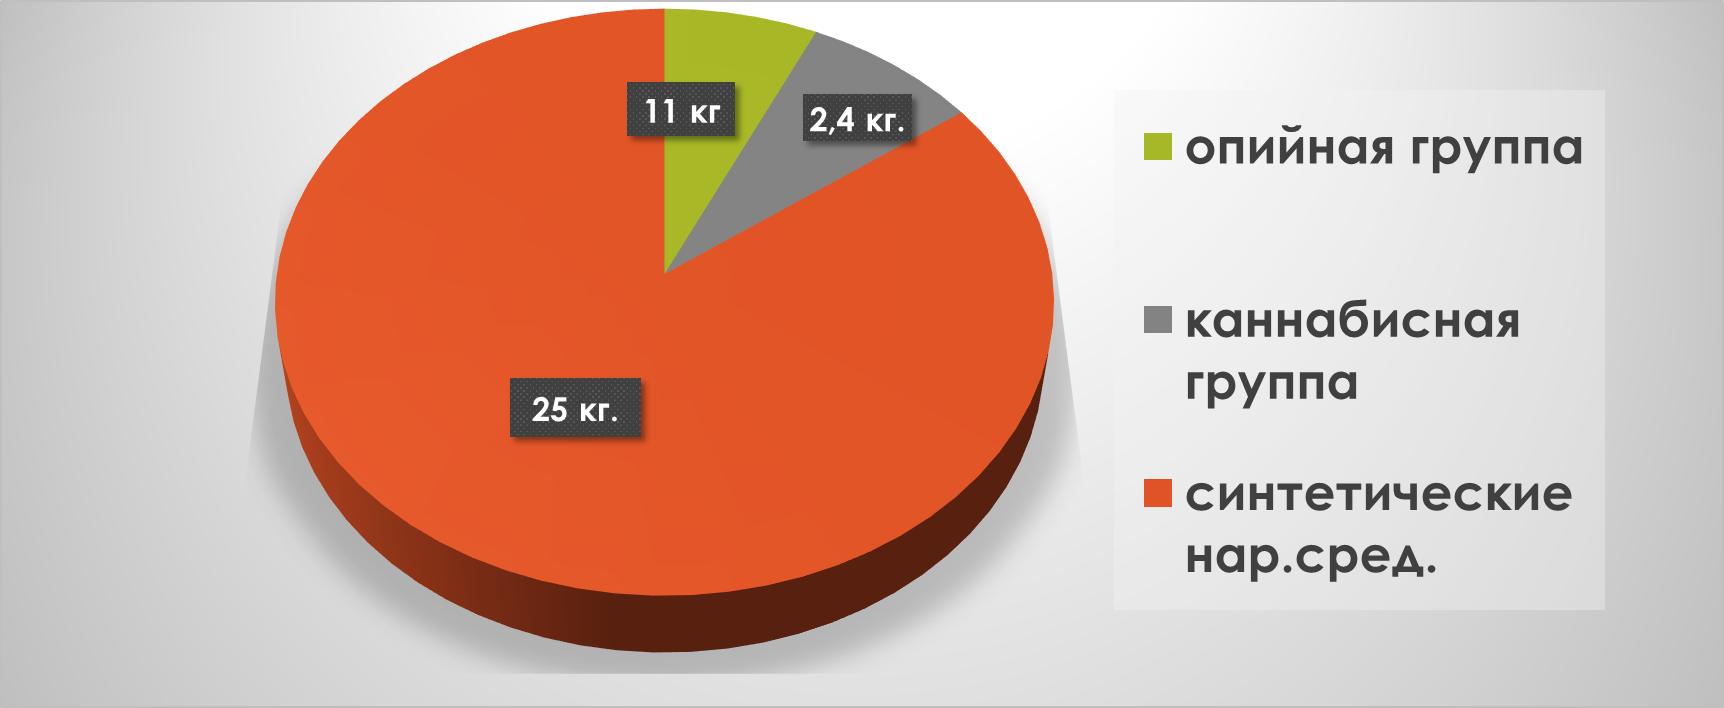 11 кг
2,4 кг.
25 кг.
опийная группа
каннабисная
группа
синтетические
нар.сред.